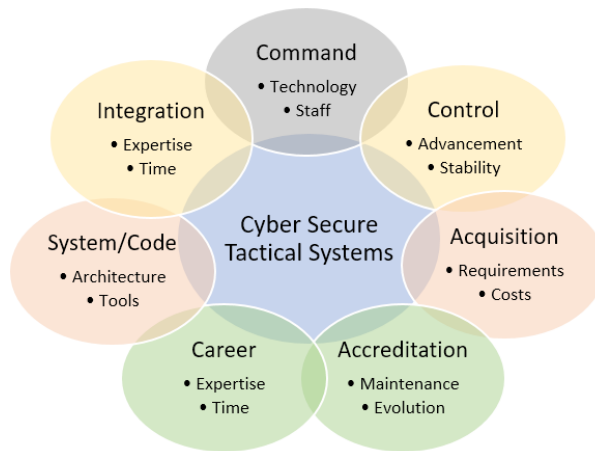 Command
• Technology
• Staff
Integration
• Expertise
• Time
Control
• Advancement
• Stability
Cyber Secure
Tactical Systems
System/Code
• Architecture
• Tools
Acquisition
• Requirements
• Costs
Career
• Expertise
• Time
Accreditation
• Maintenance
• Evolution